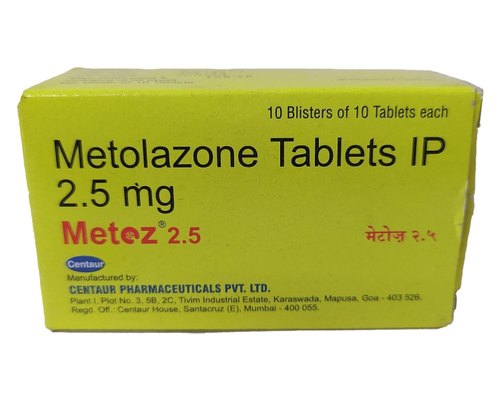 10 Blisters of 10 Tablets each
Metolazone Tablets IP
2.5 mg
Metoz® 2.5
मेटोज़ २.५
Centaur
Manufactured by:
CENTAUR PHARMACEUTICALS PVT. LTD.
Plant I, Plot No. 3, 5B, 2C, Tivim Industrial Estate, Karaswada, Mapusa, Goa - 403 526.
Regd. Off.: Centaur House, Santacruz (E), Mumbai - 400 055.